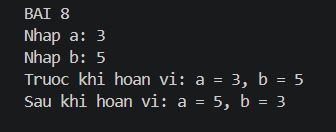 BAI 8
Nhap a: 3
Nhap b: 5
Truoc khi hoan vi: a = 3, b = 5
Sau khi hoan vi: a = 5, b = 3